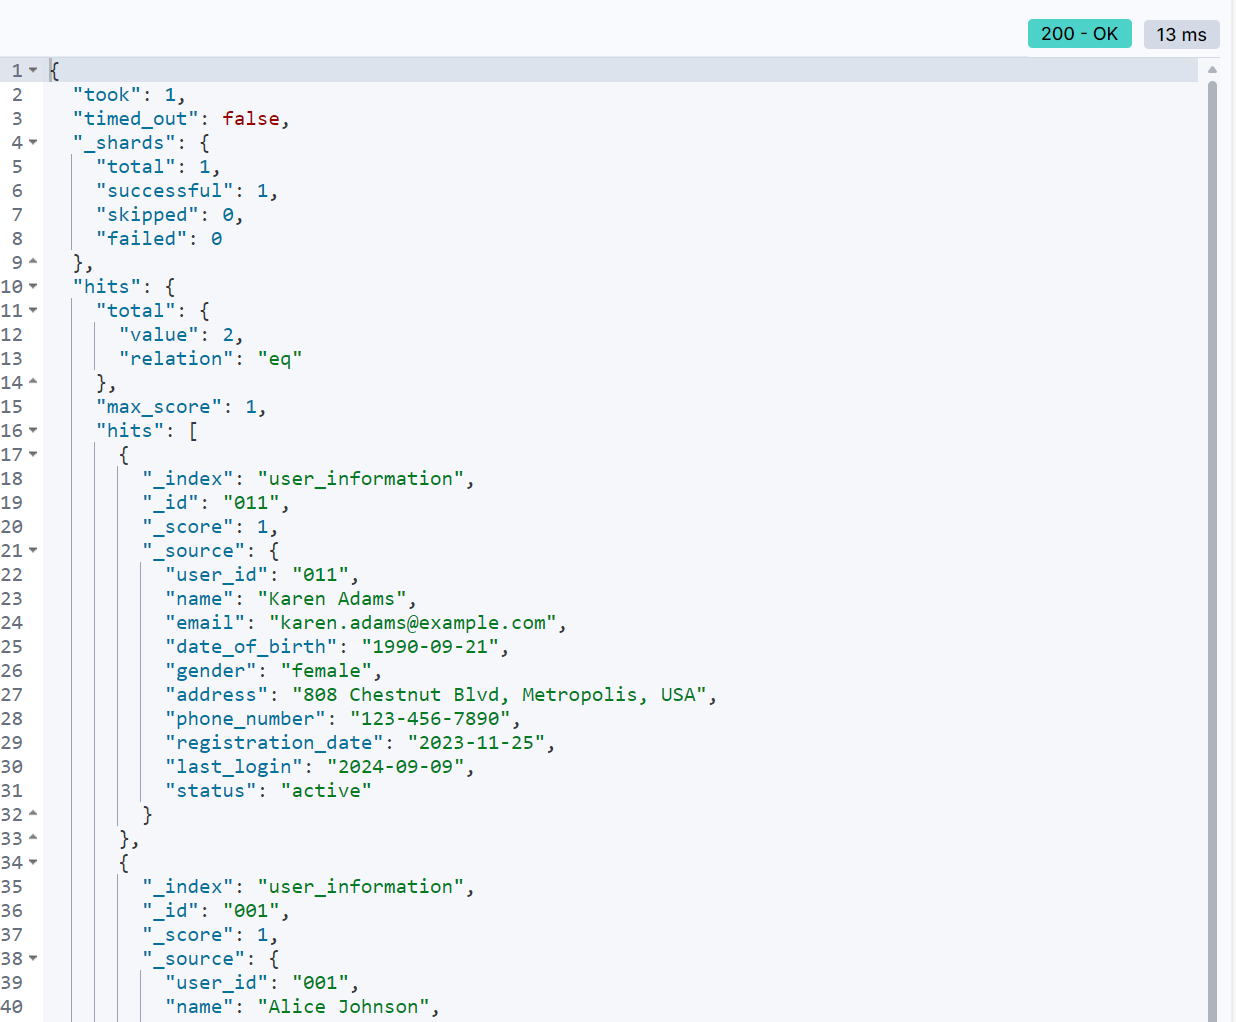 200 - OK 13 ms
1 {
2 "took": 1,
3 "timed_out": false,
4 "_shards": {
5 "total": 1,
6 "successful": 1,
7 "skipped": 0,
8 "failed": 0
9 },
10 "hits": {
11 "total": {
12 "value": 2,
13 "relation": "eq"
14 },
15 "max_score": 1,
16 "hits": [
17 {
18 "_index": "user_information",
19 "_id": "011",
20 "_score": 1,
21 "_source": {
22 "user_id": "011",
23 "name": "Karen Adams",
24 "email": "karen.adams@example.com",
25 "date_of_birth": "1990-09-21",
26 "gender": "female",
27 "address": "808 Chestnut Blvd, Metropolis, USA",
28 "phone_number": "123-456-7890",
29 "registration_date": "2023-11-25",
30 "last_login": "2024-09-09",
31 "status": "active"
32 }
33 },
34 {
35 "_index": "user_information",
36 "_id": "001",
37 "_score": 1,
38 "_source": {
39 "user_id": "001",
40 "name": "Alice Johnson",